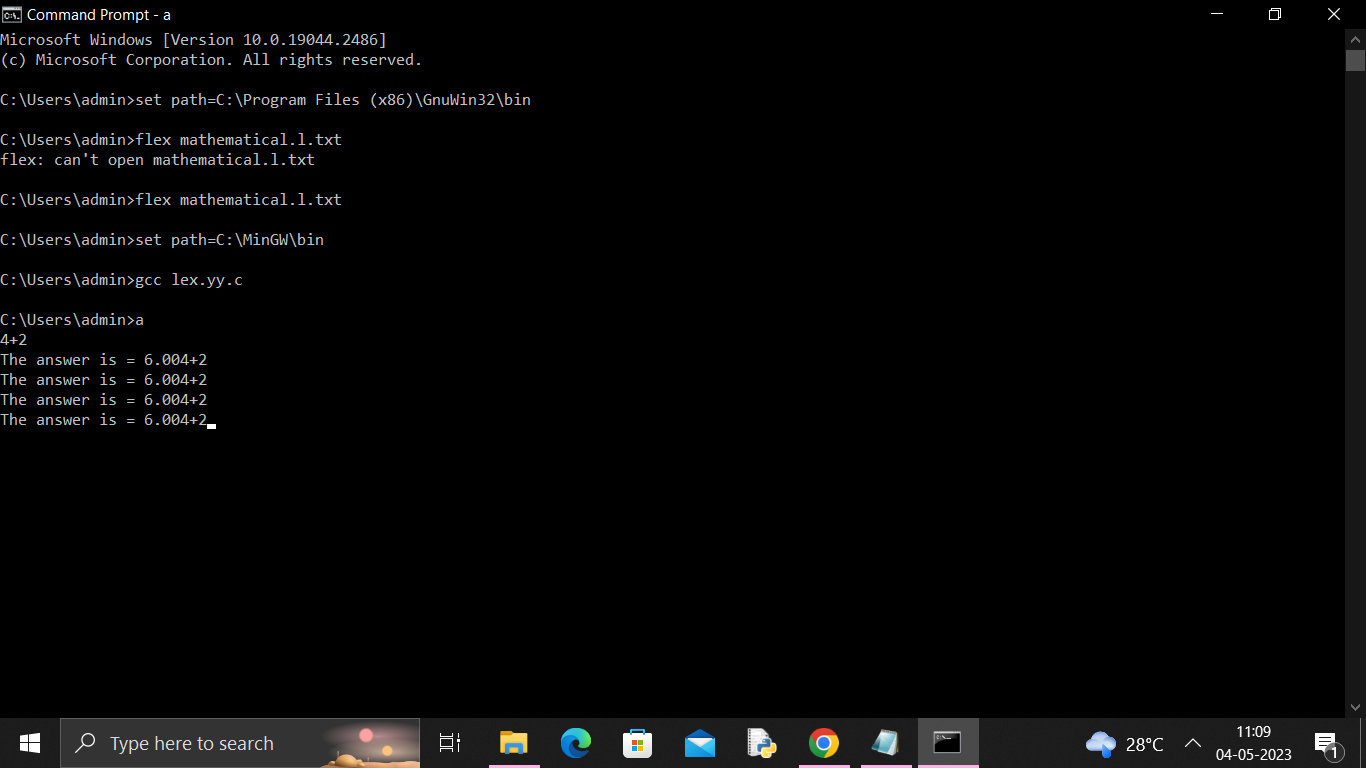 Command Prompt - a
Microsoft Windows [Version 10.0.19044.2486]
(c) Microsoft Corporation. All rights reserved.
C:\Users\admin>set path=C:\Program Files (x86)\GnuWin32\bin
C:\Users\admin>flex mathematical.l.txt
flex: can't open mathematical.l.txt
C:\Users\admin>flex mathematical.l.txt
C:\Users\admin>set path=C:\MinGW\bin
C:\Users\admin>gcc lex.yy.c
C:\Users\admin>a
4+2
The answer is = 6.004+2
The answer is = 6.004+2
The answer is = 6.004+2
The answer is = 6.004+2
Type here to search
28°C
11:09
04-05-2023
1